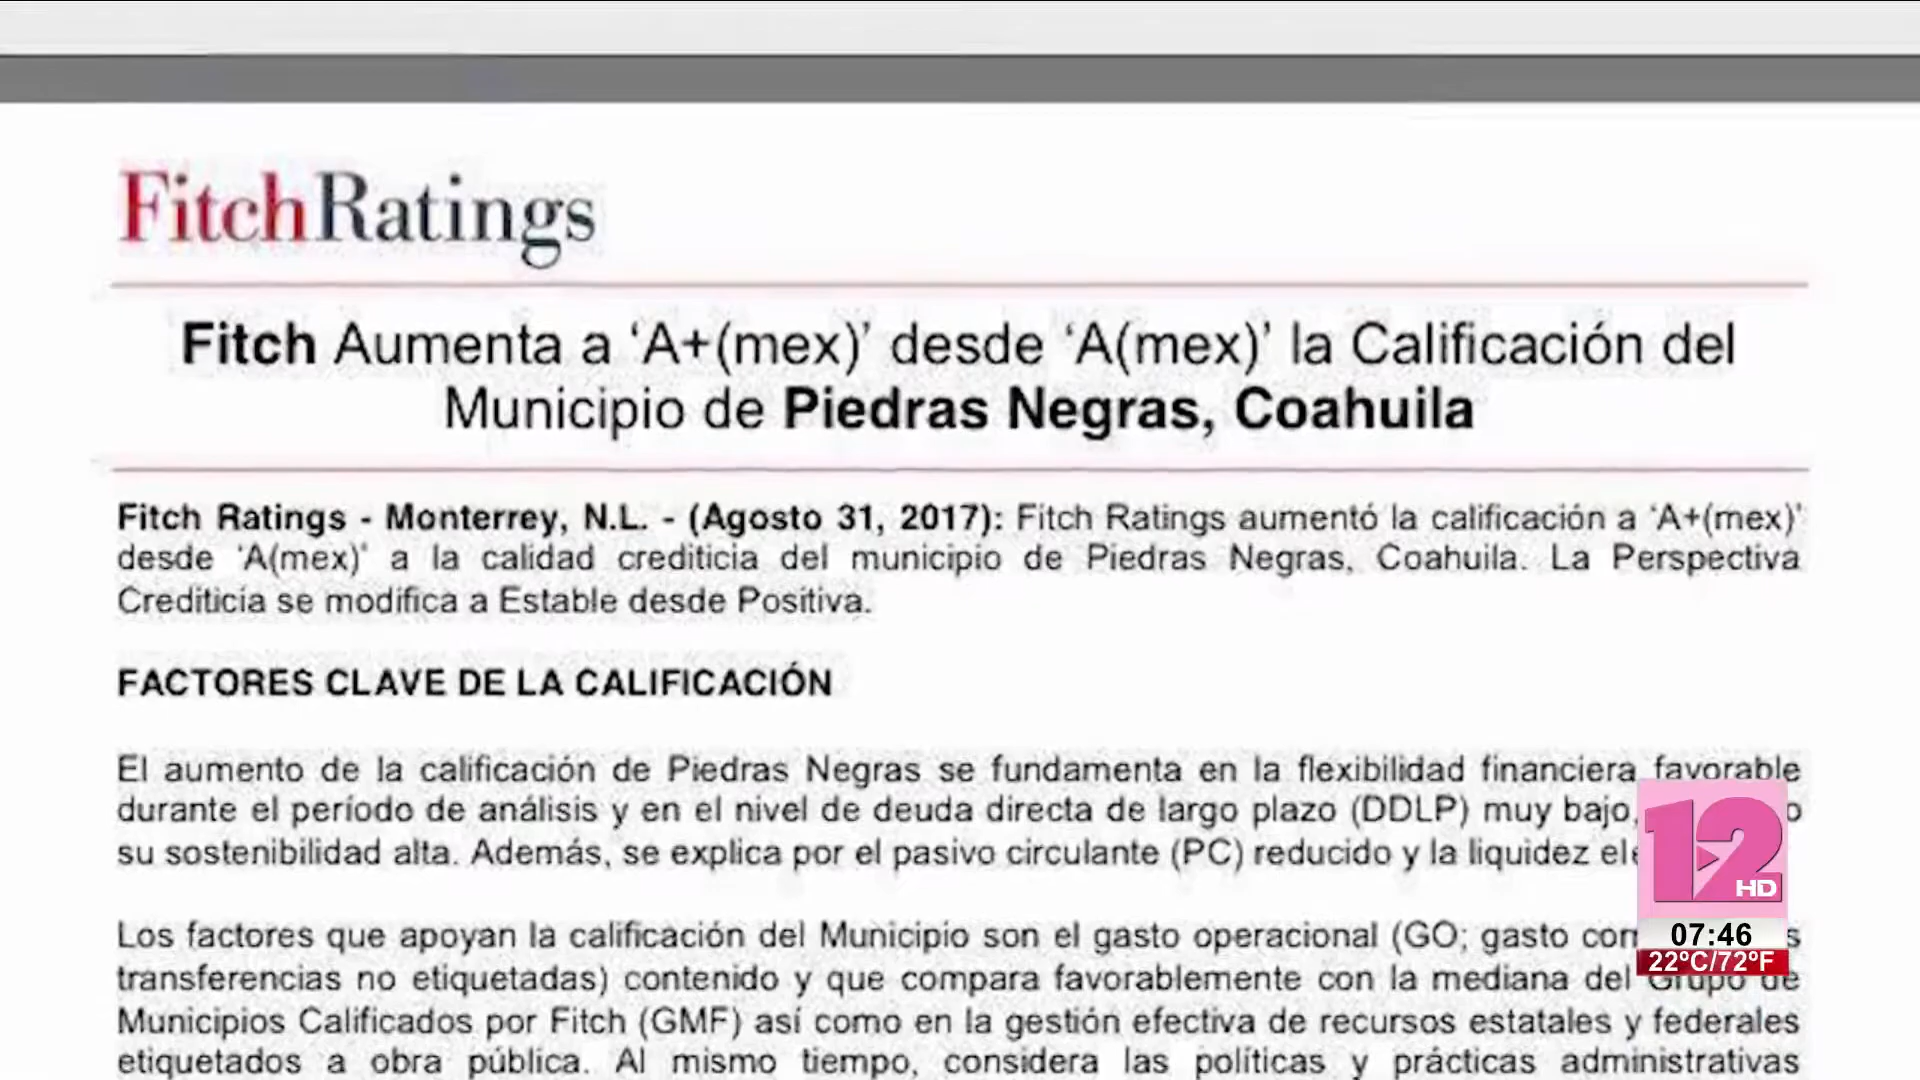 FitchRatings
Fitch Aumenta a ‘A+(mex)’ desde ‘A(mex)’ la Calificación del
Municipio de Piedras Negras, Coahuila
Fitch Ratings - Monterrey, N.L. - (Agosto 31, 2017): Fitch Ratings aumentó la calificación a ‘A+(mex)’
desde ‘A(mex)’ a la calidad crediticia del municipio de Piedras Negras, Coahuila. La Perspectiva
Crediticia se modifica a Estable desde Positiva.
FACTORES CLAVE DE LA CALIFICACIÓN
El aumento de la calificación de Piedras Negras se fundamenta en la flexibilidad financiera favorable
durante el período de análisis y en el nivel de deuda directa de largo plazo (DDLP) muy bajo,
su sostenibilidad alta. Además, se explica por el pasivo circulante (PC) reducido y la liquidez
Los factores que apoyan la calificación del Municipio son el gasto operacional (GO; gasto
transferencias no etiquetadas) contenido y que compara favorablemente con la mediana del Grupo de
Municipios Calificados por Fitch (GMF) así como en la gestión efectiva de recursos estatales y federales
etiquetados a obra pública. Al mismo tiempo, considera las políticas y prácticas administrativas
12
HD
07:46
22ºC/72ºF